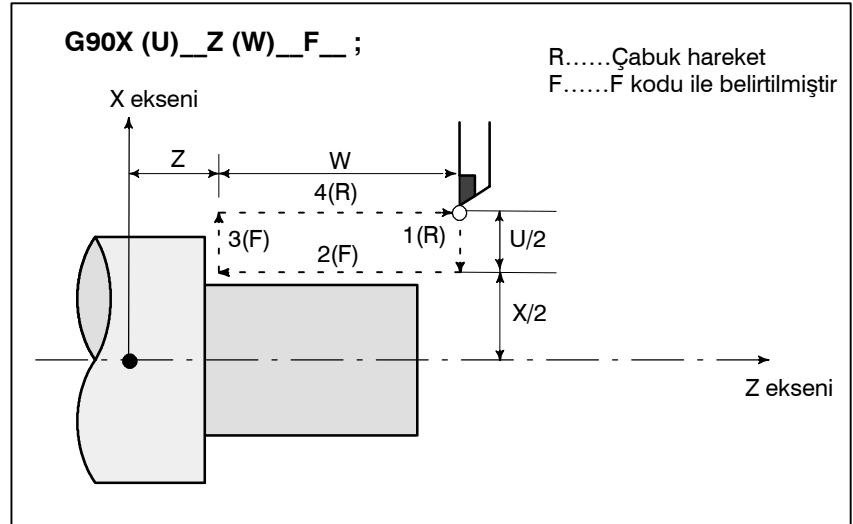 G90X (U)__Z (W)__F__ ;
R……Çabuk hareket
F……F kodu ile belirtilmiştir
X ekseni
Z
W
4(R)
3(F)
2(F)
1(R)
U/2
X/2
Z ekseni